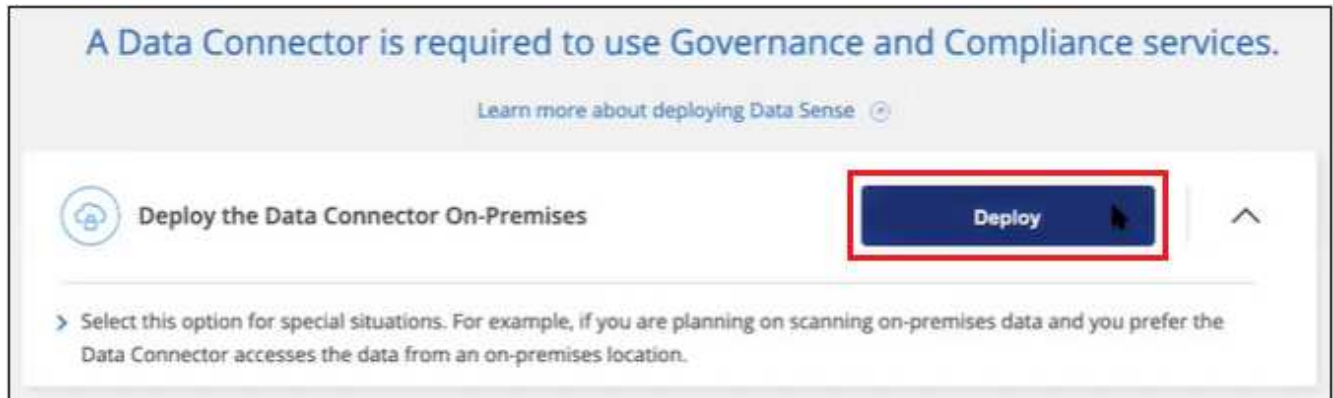 A Data Connector is required to use Governance and Compliance services.
Learn more about deploying Data Sense
Deploy the Data Connector On-Premises
Deploy
Select this option for special situations. For example, if you are planning on scanning on-premises data and you prefer the
Data Connector accesses the data from an on-premises location.